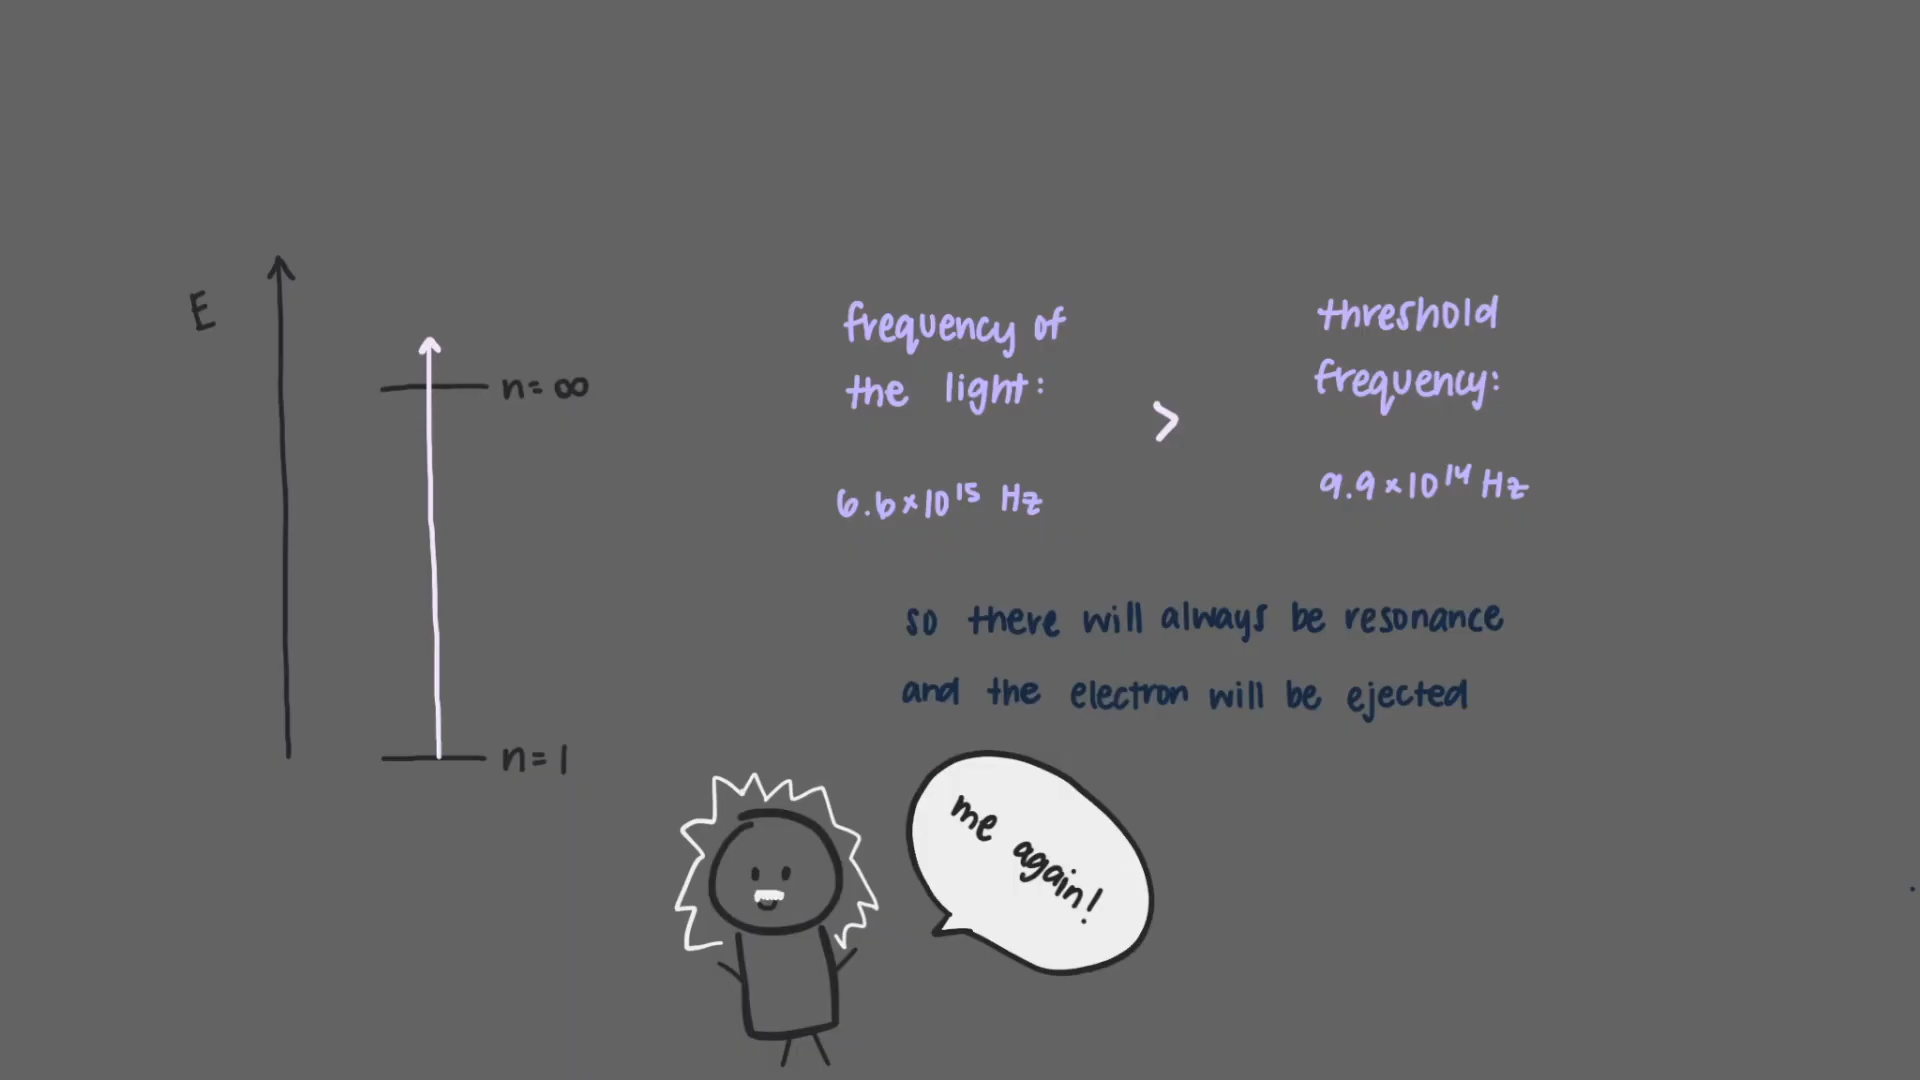 E
n=∞
n=1
frequency of
the light:
6.6×10¹⁵ Hz
>
threshold
frequency:
9.9×10¹⁴ Hz
so there will always be resonance
and the electron will be ejected
me again!